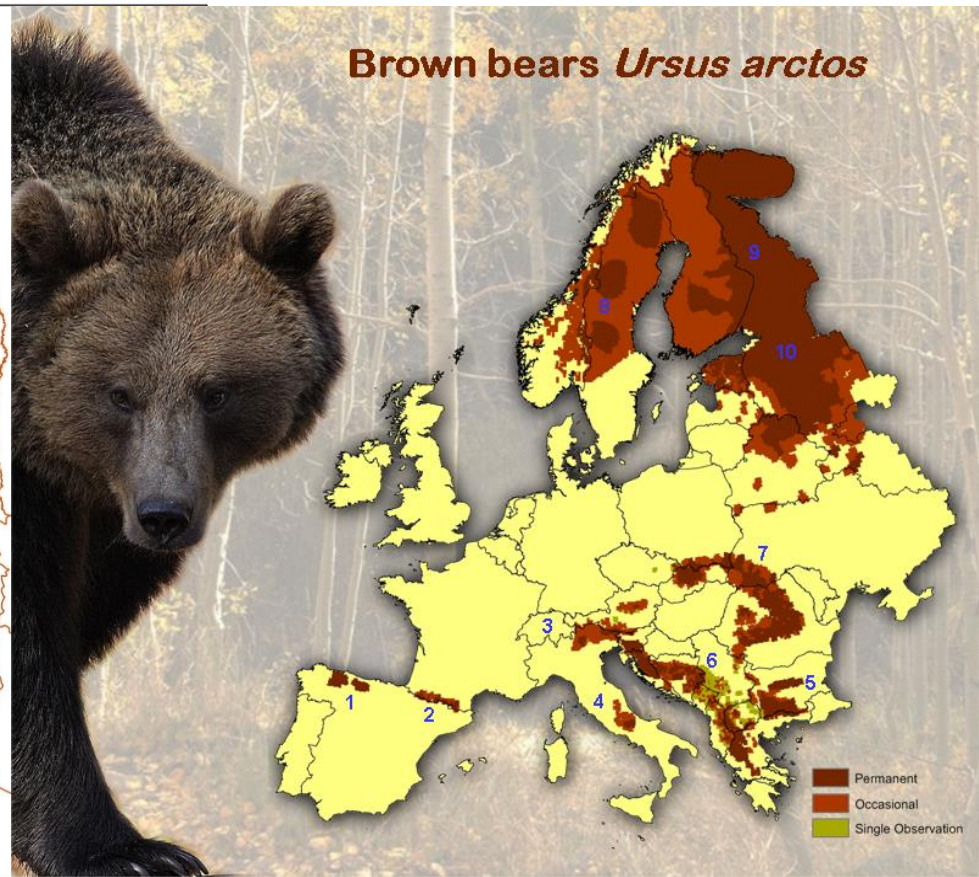 Brown bears Ursus arctos
9
8
10
7
3
6
5
4
1
2
Permanent
Occasional
Single Observation